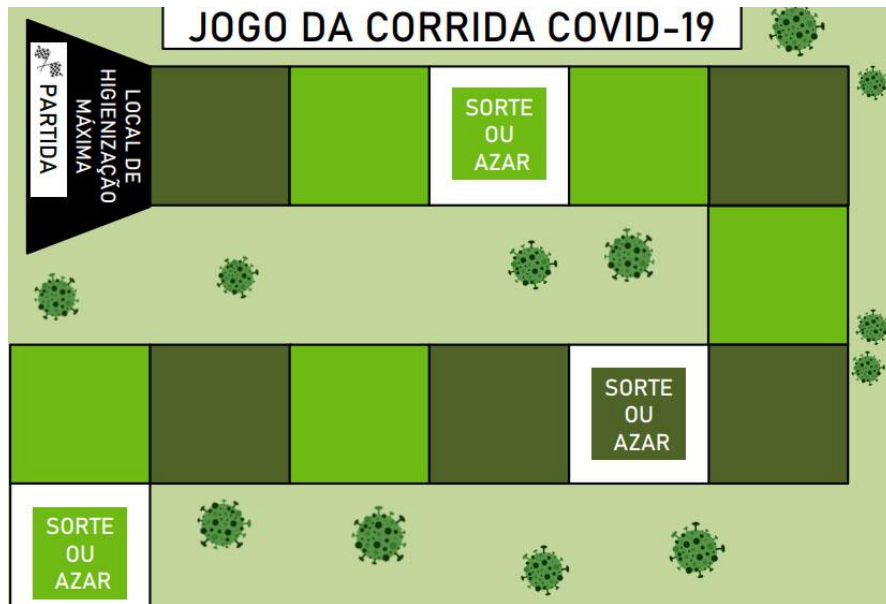 JOGO DA CORRIDA COVID-19
PARTIDA
LOCAL DE
HIGIENIZAÇÃO
MÁXIMA
SORTE
OU
AZAR
SORTE
OU
AZAR
SORTE
OU
AZAR